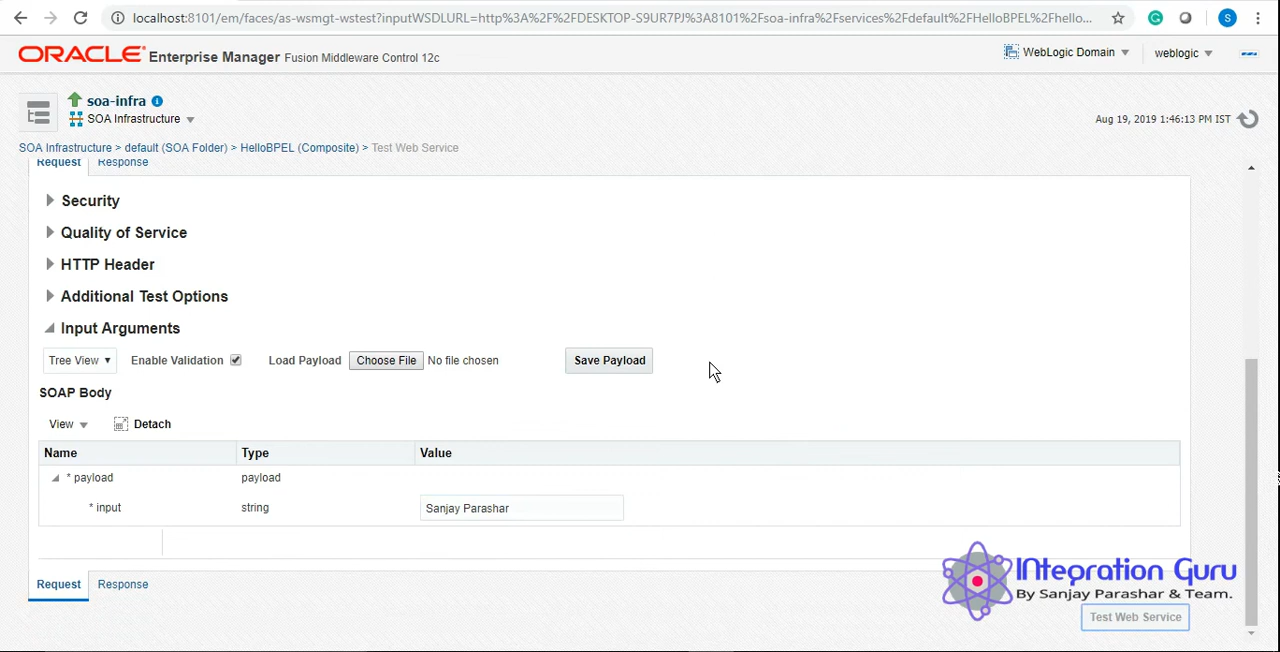 localhost:8101/em/faces/as-wsmgt-wstest?inputWSDLURL=http%3A%2F%2FDESKTOP-S9UR7PJ%3A8101%2Fsoa-infra%2Fservices%2Fdefault%2FHelloBPEL%2Fhello...
S
ORACLE Enterprise Manager Fusion Middleware Control 12c
WebLogic Domain
weblogic
soa-infra
SOA Infrastructure
Aug 19, 2019 1:46:13 PM IST
SOA Infrastructure > default (SOA Folder) > HelloBPEL (Composite) > Test Web Service
Request Response
Security
Quality of Service
HTTP Header
Additional Test Options
Input Arguments
Tree View Enable Validation Load Payload Choose File No file chosen Save Payload
SOAP Body
View Detach
Name Type Value
* payload payload
* input string Sanjay Parashar
Request Response
INtegration Guru
By Sanjay Parashar & Team.
Test Web Service